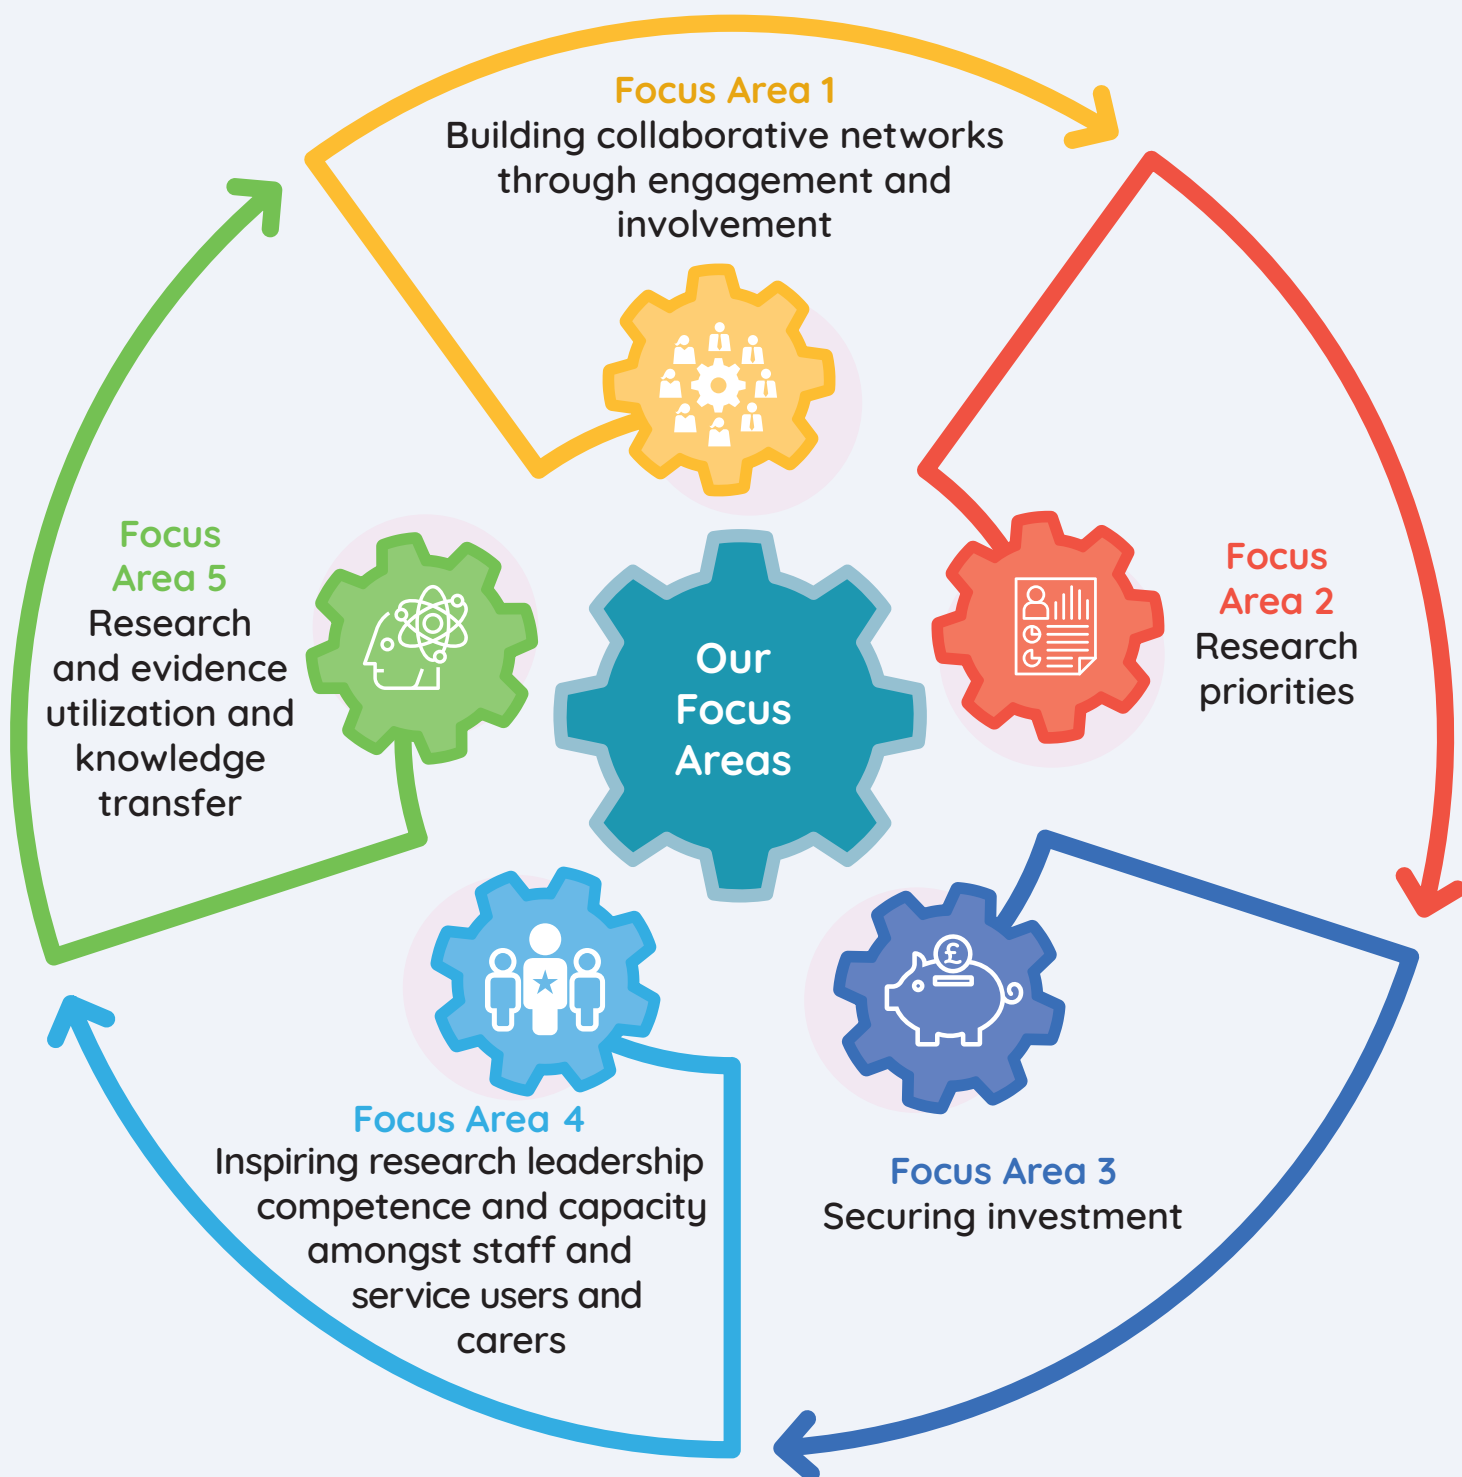 Focus Area 1
Building collaborative networks
through engagement and
involvement
Focus
Area 2
Research
priorities
Focus Area 3
Securing investment
£
Focus Area 4
Inspiring research leadership
competence and capacity
amongst staff and
service users and
carers
Focus
Area 5
Research
and evidence
utilization and
knowledge
transfer
Our
Focus
Areas